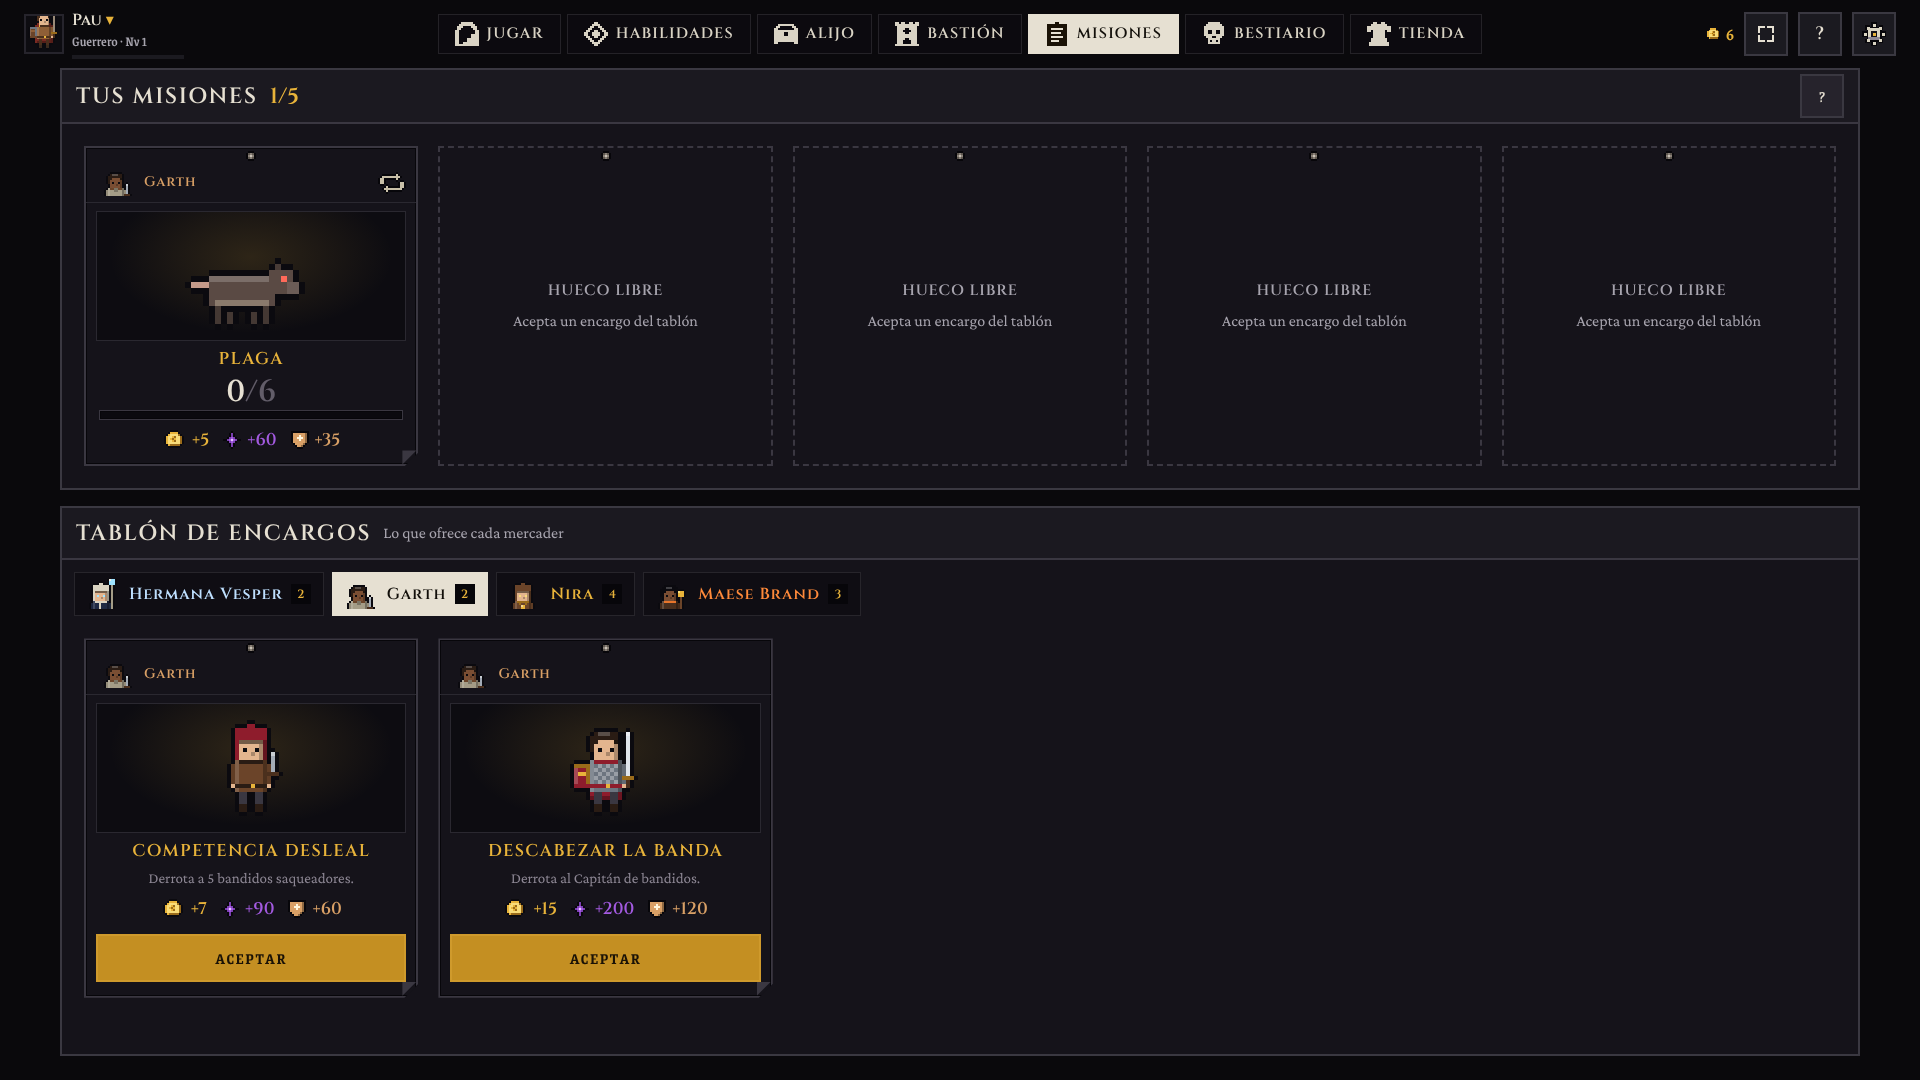 Pau ▾
Guerrero · Nv 1
JUGAR
HABILIDADES
ALIJO
BASTIÓN
MISIONES
BESTIARIO
TIENDA
6
?
TUS MISIONES 1/5
?
Garth
PLAGA
0/6
+5 +60 +35
HUECO LIBRE
Acepta un encargo del tablón
HUECO LIBRE
Acepta un encargo del tablón
HUECO LIBRE
Acepta un encargo del tablón
HUECO LIBRE
Acepta un encargo del tablón
TABLÓN DE ENCARGOS Lo que ofrece cada mercader
Hermana Vesper 2
Garth 2
Nira 4
Maese Brand 3
Garth
COMPETENCIA DESLEAL
Derrota a 5 bandidos saqueadores.
+7 +90 +60
ACEPTAR
Garth
DESCABEZAR LA BANDA
Derrota al Capitán de bandidos.
+15 +200 +120
ACEPTAR